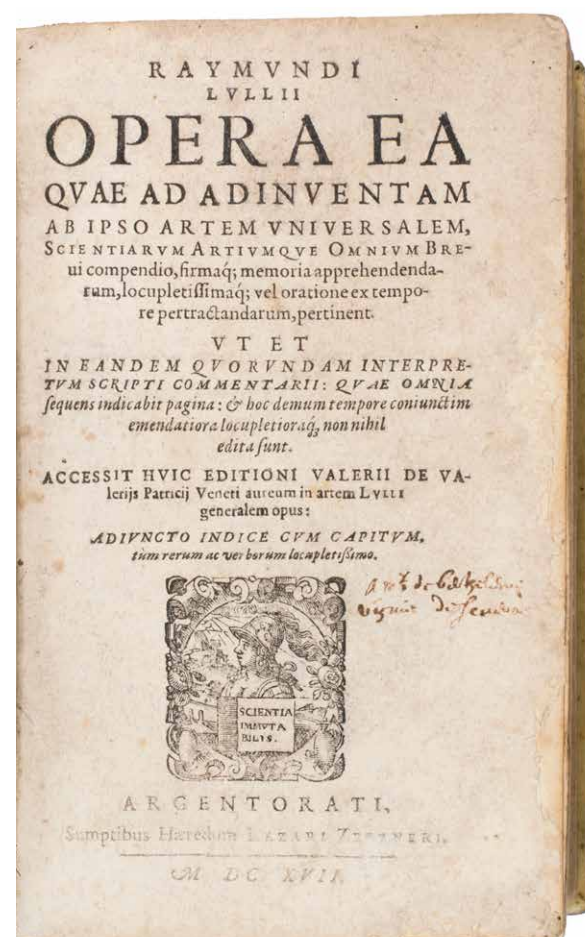 RAYMVNDI
LVLLII
OPERA EA
QVAE AD ADINVENTAM
AB IPSO ARTEM VNIVERSALEM,
SCIENTIARVM ARTIVMQVE OMNIVM BRE-
ui compendio, firmaq́; memoria apprehendenda-
rum, locupletiſſimaq́; vel oratione ex tempo-
re pertractandarum, pertinent.
VT ET
IN EANDEM QVORVNDAM INTERPRE-
TVM SCRIPTI COMMENTARII: QVAE OMNIA
ſequens indicabit pagina: & hoc demum tempore coniunctim
emendatiora locupletioraq́;, non nihil
edita ſunt.
ACCESSIT HVIC EDITIONI VALERII DE VA-
lerijs Patricij Veneti aureum in artem LVLLI
generalem opus:
ADIVNCTO INDICE CVM CAPITVM,
tùm rerum ac verborum locupletiſſimo.
SCIENTIA
IMMVTA
BILIS.
ARGENTORATI,
Sumptibus Hæredum LAZARI ZETZNERI.
M DC XVII.